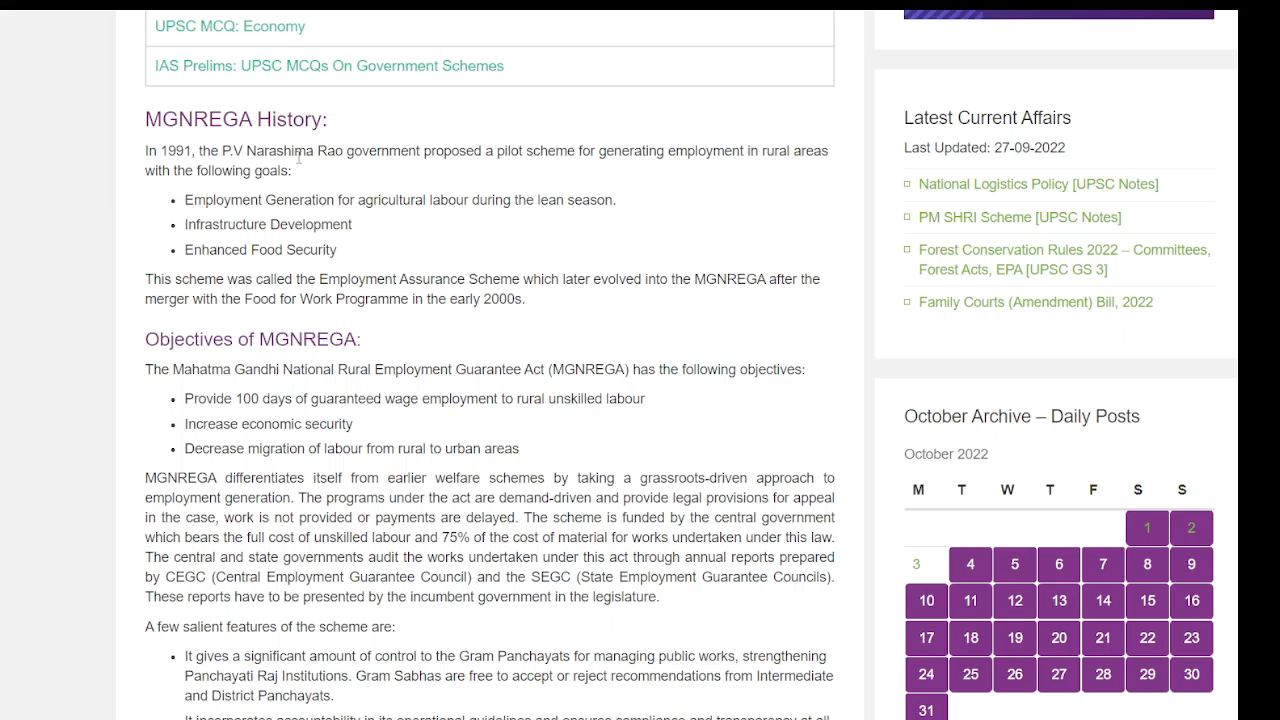 UPSC MCQ: Economy
IAS Prelims: UPSC MCQs On Government Schemes
MGNREGA History:
In 1991, the P.V Narashima Rao government proposed a pilot scheme for generating employment in rural areas
with the following goals:
Employment Generation for agricultural labour during the lean season.
Infrastructure Development
Enhanced Food Security
This scheme was called the Employment Assurance Scheme which later evolved into the MGNREGA after the
merger with the Food for Work Programme in the early 2000s.
Objectives of MGNREGA:
The Mahatma Gandhi National Rural Employment Guarantee Act (MGNREGA) has the following objectives:
Provide 100 days of guaranteed wage employment to rural unskilled labour
Increase economic security
Decrease migration of labour from rural to urban areas
MGNREGA differentiates itself from earlier welfare schemes by taking a grassroots-driven approach to
employment generation. The programs under the act are demand-driven and provide legal provisions for appeal
in the case, work is not provided or payments are delayed. The scheme is funded by the central government
which bears the full cost of unskilled labour and 75% of the cost of material for works undertaken under this law.
The central and state governments audit the works undertaken under this act through annual reports prepared
by CEGC (Central Employment Guarantee Council) and the SEGC (State Employment Guarantee Councils).
These reports have to be presented by the incumbent government in the legislature.
A few salient features of the scheme are:
It gives a significant amount of control to the Gram Panchayats for managing public works, strengthening
Panchayati Raj Institutions. Gram Sabhas are free to accept or reject recommendations from Intermediate
and District Panchayats.
It incorporates accountability in its operational guidelines and ensures compliance and transparency at all
Latest Current Affairs
Last Updated: 27-09-2022
National Logistics Policy [UPSC Notes]
PM SHRI Scheme [UPSC Notes]
Forest Conservation Rules 2022 – Committees,
Forest Acts, EPA [UPSC GS 3]
Family Courts (Amendment) Bill, 2022
October Archive – Daily Posts
October 2022
M T W T F S S
1 2
3 4 5 6 7 8 9
10 11 12 13 14 15 16
17 18 19 20 21 22 23
24 25 26 27 28 29 30
31